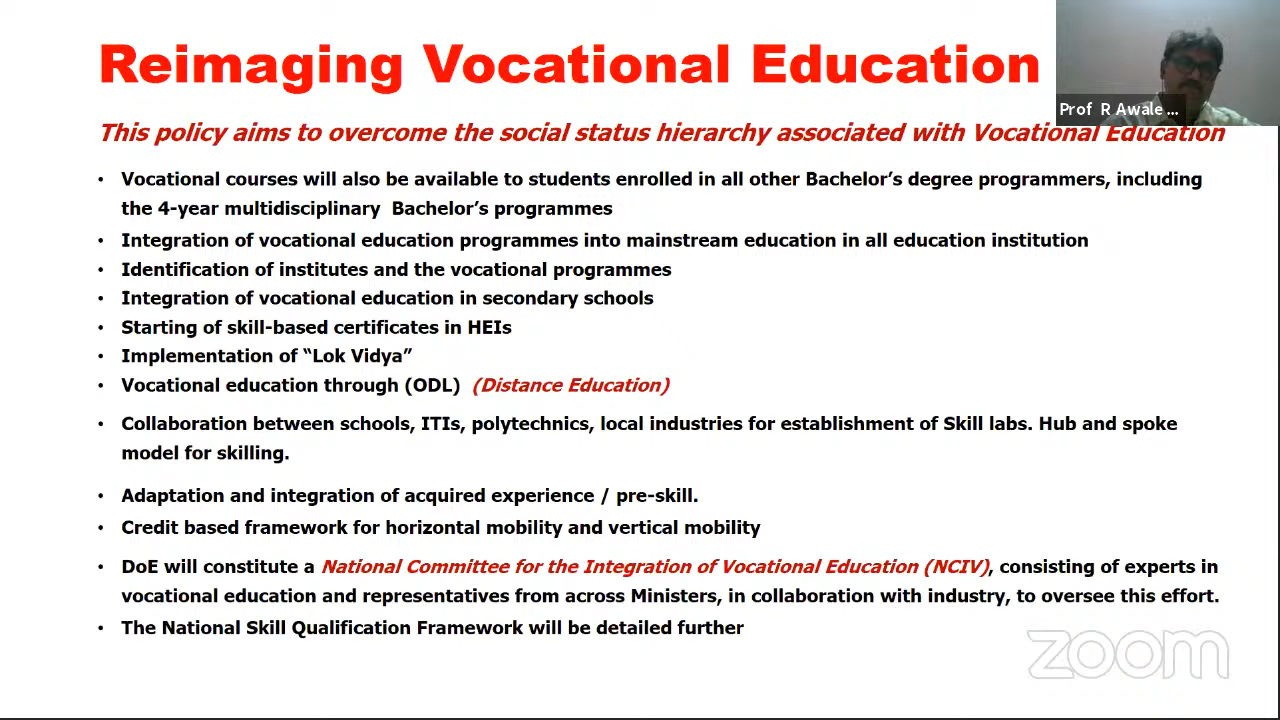 Reimaging Vocational Education
Prof R Awale ...
This policy aims to overcome the social status hierarchy associated with Vocational Education
• Vocational courses will also be available to students enrolled in all other Bachelor’s degree programmers, including
the 4-year multidisciplinary Bachelor’s programmes
• Integration of vocational education programmes into mainstream education in all education institution
• Identification of institutes and the vocational programmes
• Integration of vocational education in secondary schools
• Starting of skill-based certificates in HEIs
• Implementation of “Lok Vidya”
• Vocational education through (ODL) (Distance Education)
• Collaboration between schools, ITIs, polytechnics, local industries for establishment of Skill labs. Hub and spoke
model for skilling.
• Adaptation and integration of acquired experience / pre-skill.
• Credit based framework for horizontal mobility and vertical mobility
• DoE will constitute a National Committee for the Integration of Vocational Education (NCIV), consisting of experts in
vocational education and representatives from across Ministers, in collaboration with industry, to oversee this effort.
• The National Skill Qualification Framework will be detailed further
zoom